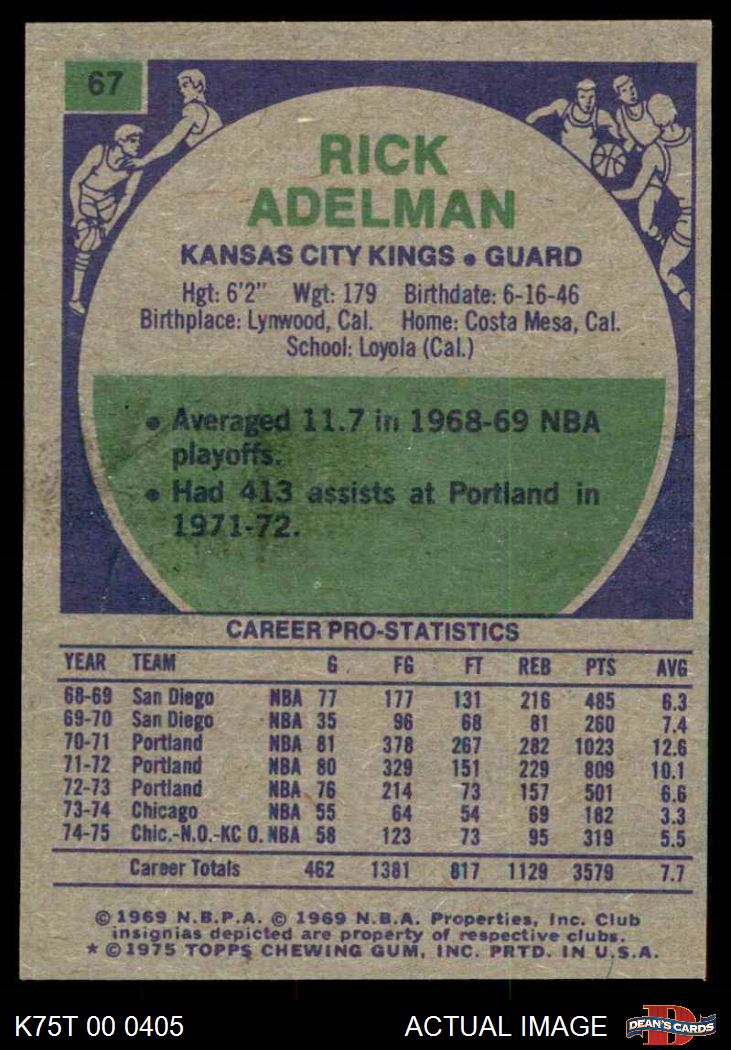 67
RICK
ADELMAN
KANSAS CITY KINGS • GUARD
Hgt: 6'2" Wgt: 179 Birthdate: 6-16-46
Birthplace: Lynwood, Cal. Home: Costa Mesa, Cal.
School: Loyola (Cal.)
• Averaged 11.7 in 1968-69 NBA
playoffs.
• Had 413 assists at Portland in
1971-72.
CAREER PRO-STATISTICS
YEAR TEAM G FG FT REB PTS AVG
68-69 San Diego NBA 77 177 131 216 485 6.3
69-70 San Diego NBA 35 96 68 81 260 7.4
70-71 Portland NBA 81 378 267 282 1023 12.6
71-72 Portland NBA 80 329 151 229 809 10.1
72-73 Portland NBA 76 214 73 157 501 6.6
73-74 Chicago NBA 55 64 54 69 182 3.3
74-75 Chic.-N.O.-KC O. NBA 58 123 73 95 319 5.5
Career Totals 462 1381 817 1129 3579 7.7
© 1969 N.B.P.A. © 1969 N.B.A. Properties, Inc. Club
insignias depicted are property of respective clubs.
* © 1975 TOPPS CHEWING GUM, INC. PRTD. IN U.S.A.
K75T 00 0405 ACTUAL IMAGE D DEAN'S CARDS